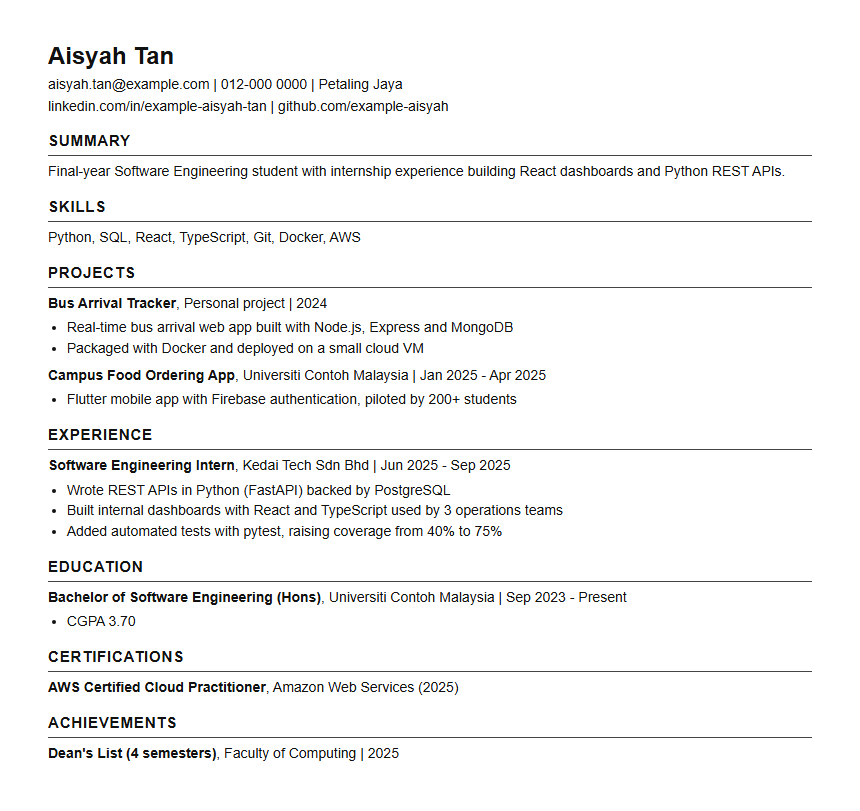 Aisyah Tan
aisyah.tan@example.com | 012-000 0000 | Petaling Jaya
linkedin.com/in/example-aisyah-tan | github.com/example-aisyah
SUMMARY
Final-year Software Engineering student with internship experience building React dashboards and Python REST APIs.
SKILLS
Python, SQL, React, TypeScript, Git, Docker, AWS
PROJECTS
Bus Arrival Tracker, Personal project | 2024
• Real-time bus arrival web app built with Node.js, Express and MongoDB
• Packaged with Docker and deployed on a small cloud VM
Campus Food Ordering App, Universiti Contoh Malaysia | Jan 2025 - Apr 2025
• Flutter mobile app with Firebase authentication, piloted by 200+ students
EXPERIENCE
Software Engineering Intern, Kedai Tech Sdn Bhd | Jun 2025 - Sep 2025
• Wrote REST APIs in Python (FastAPI) backed by PostgreSQL
• Built internal dashboards with React and TypeScript used by 3 operations teams
• Added automated tests with pytest, raising coverage from 40% to 75%
EDUCATION
Bachelor of Software Engineering (Hons), Universiti Contoh Malaysia | Sep 2023 - Present
• CGPA 3.70
CERTIFICATIONS
AWS Certified Cloud Practitioner, Amazon Web Services (2025)
ACHIEVEMENTS
Dean's List (4 semesters), Faculty of Computing | 2025